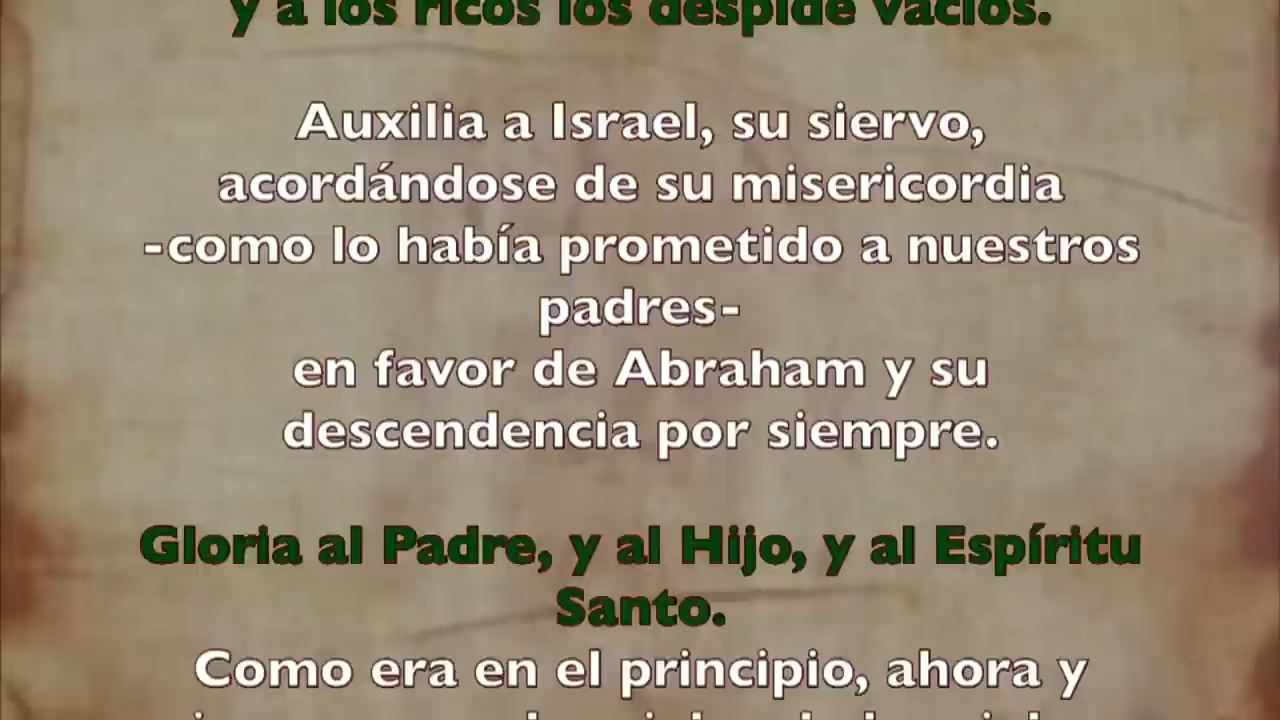 y a los ricos los despide vacíos.
Auxilia a Israel, su siervo,
acordándose de su misericordia
-como lo había prometido a nuestros
padres-
en favor de Abraham y su
descendencia por siempre.
Gloria al Padre, y al Hijo, y al Espíritu
Santo.
Como era en el principio, ahora y